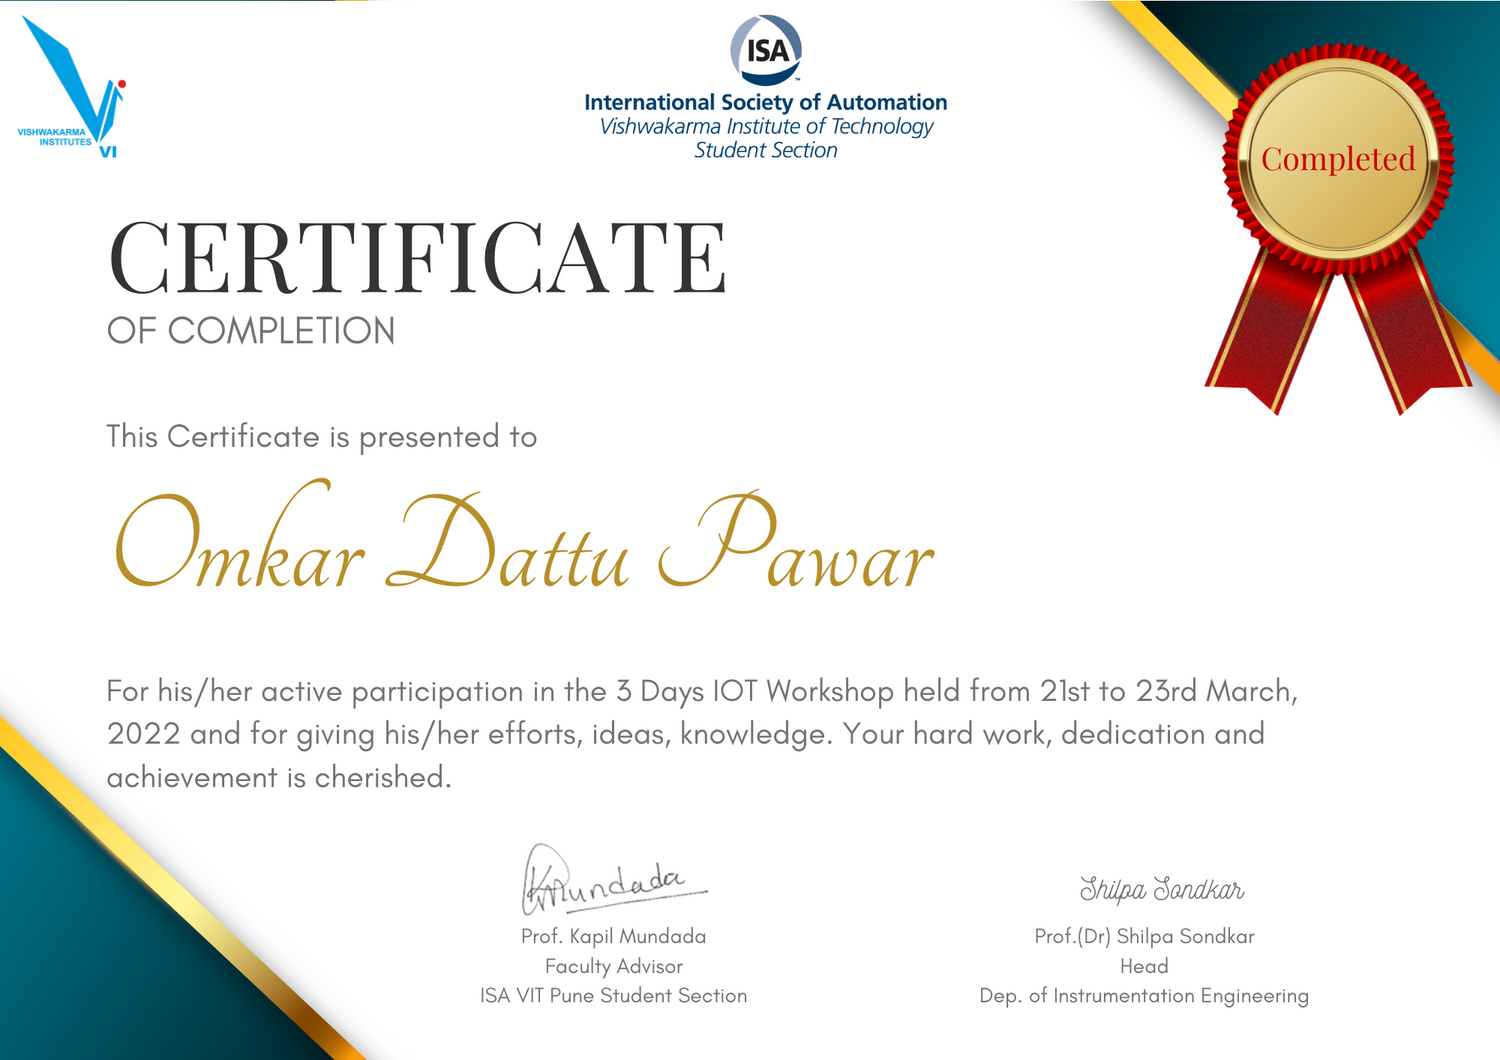 VISHWAKARMA
INSTITUTES
VI
ISA
™
International Society of Automation
Vishwakarma Institute of Technology
Student Section
Completed
CERTIFICATE
OF COMPLETION
This Certificate is presented to
Omkar Dattu Pawar
For his/her active participation in the 3 Days IOT Workshop held from 21st to 23rd March,
2022 and for giving his/her efforts, ideas, knowledge. Your hard work, dedication and
achievement is cherished.
KMundada
Prof. Kapil Mundada
Faculty Advisor
ISA VIT Pune Student Section
Shilpa Sondkar
Prof.(Dr) Shilpa Sondkar
Head
Dep. of Instrumentation Engineering